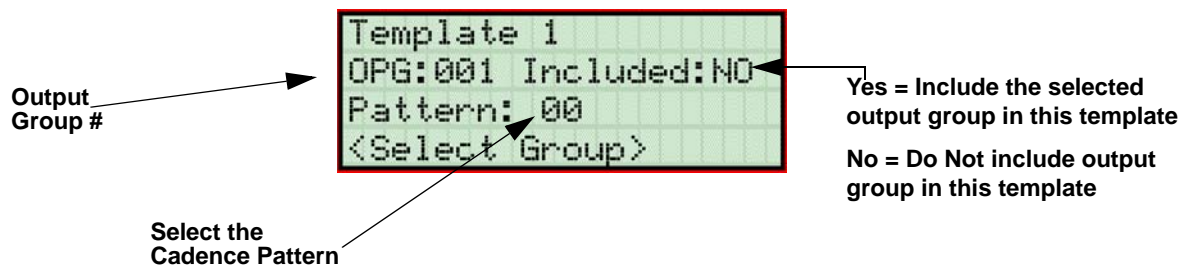 Template 1
OPG:001 Included:NO
Pattern: 00
<Select Group>
Output
Group #
Select the
Cadence Pattern
Yes = Include the selected
output group in this template
No = Do Not include output
group in this template